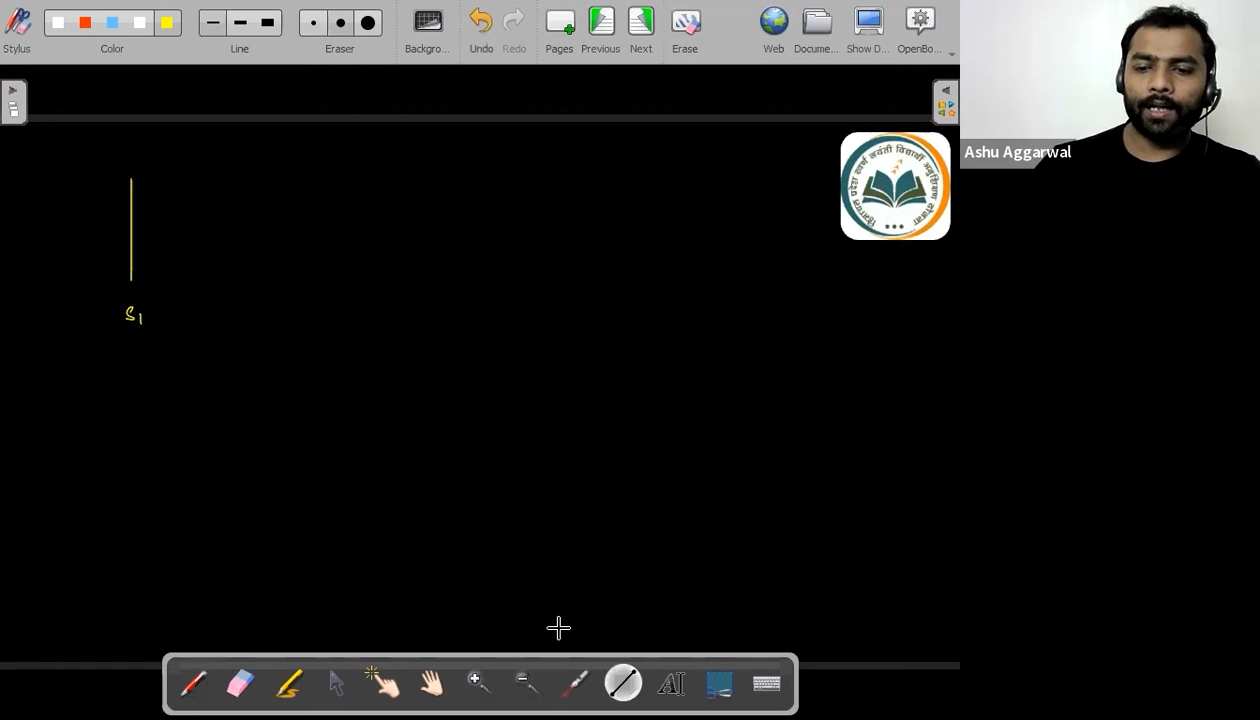 Stylus Color Line Eraser Backgro... Undo Redo Pages Previous Next Erase Web Docume... Show D... OpenBo...
Ashu Aggarwal
S1